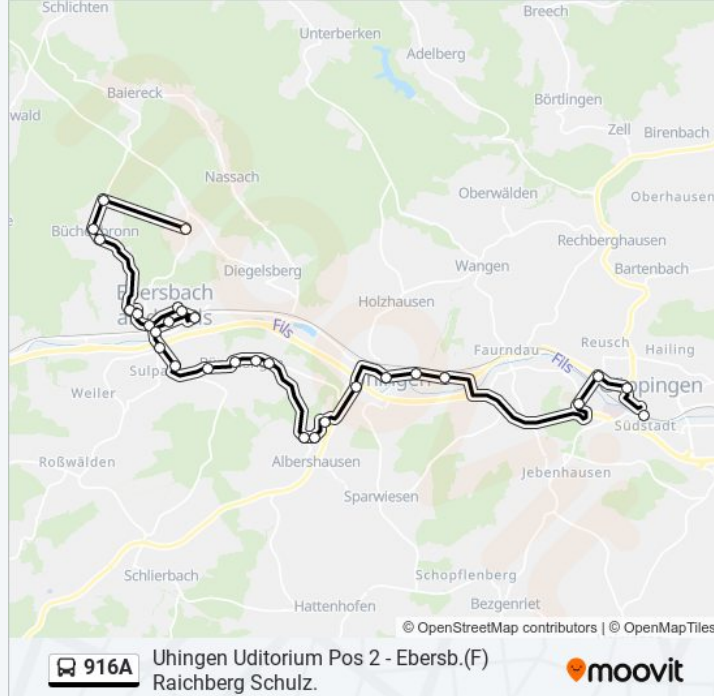 Schlichten
Breech
Unterberken
Adelberg
Baiereck
Börtlingen
wald
Zell
Birenbach
Nassach
Oberwälden
Oberhausen
Büchenbronn
Rechberghausen
Diegelsberg
Wangen
Bartenbach
Ebersbach
Holzhausen
Fils
Faurndau
Reusch
Hailing
Fils
Sulpa
Weiler
Südstadt
Albershausen
Roßwälden
Jebenhausen
Sparwiesen
Schlierbach
Schopflenberg
Hattenhofen
Bezgenriet
© OpenStreetMap contributors | © OpenMapTiles
916A
Uhingen Uditorium Pos 2 - Ebersb.(F)
Raichberg Schulz.
moovit